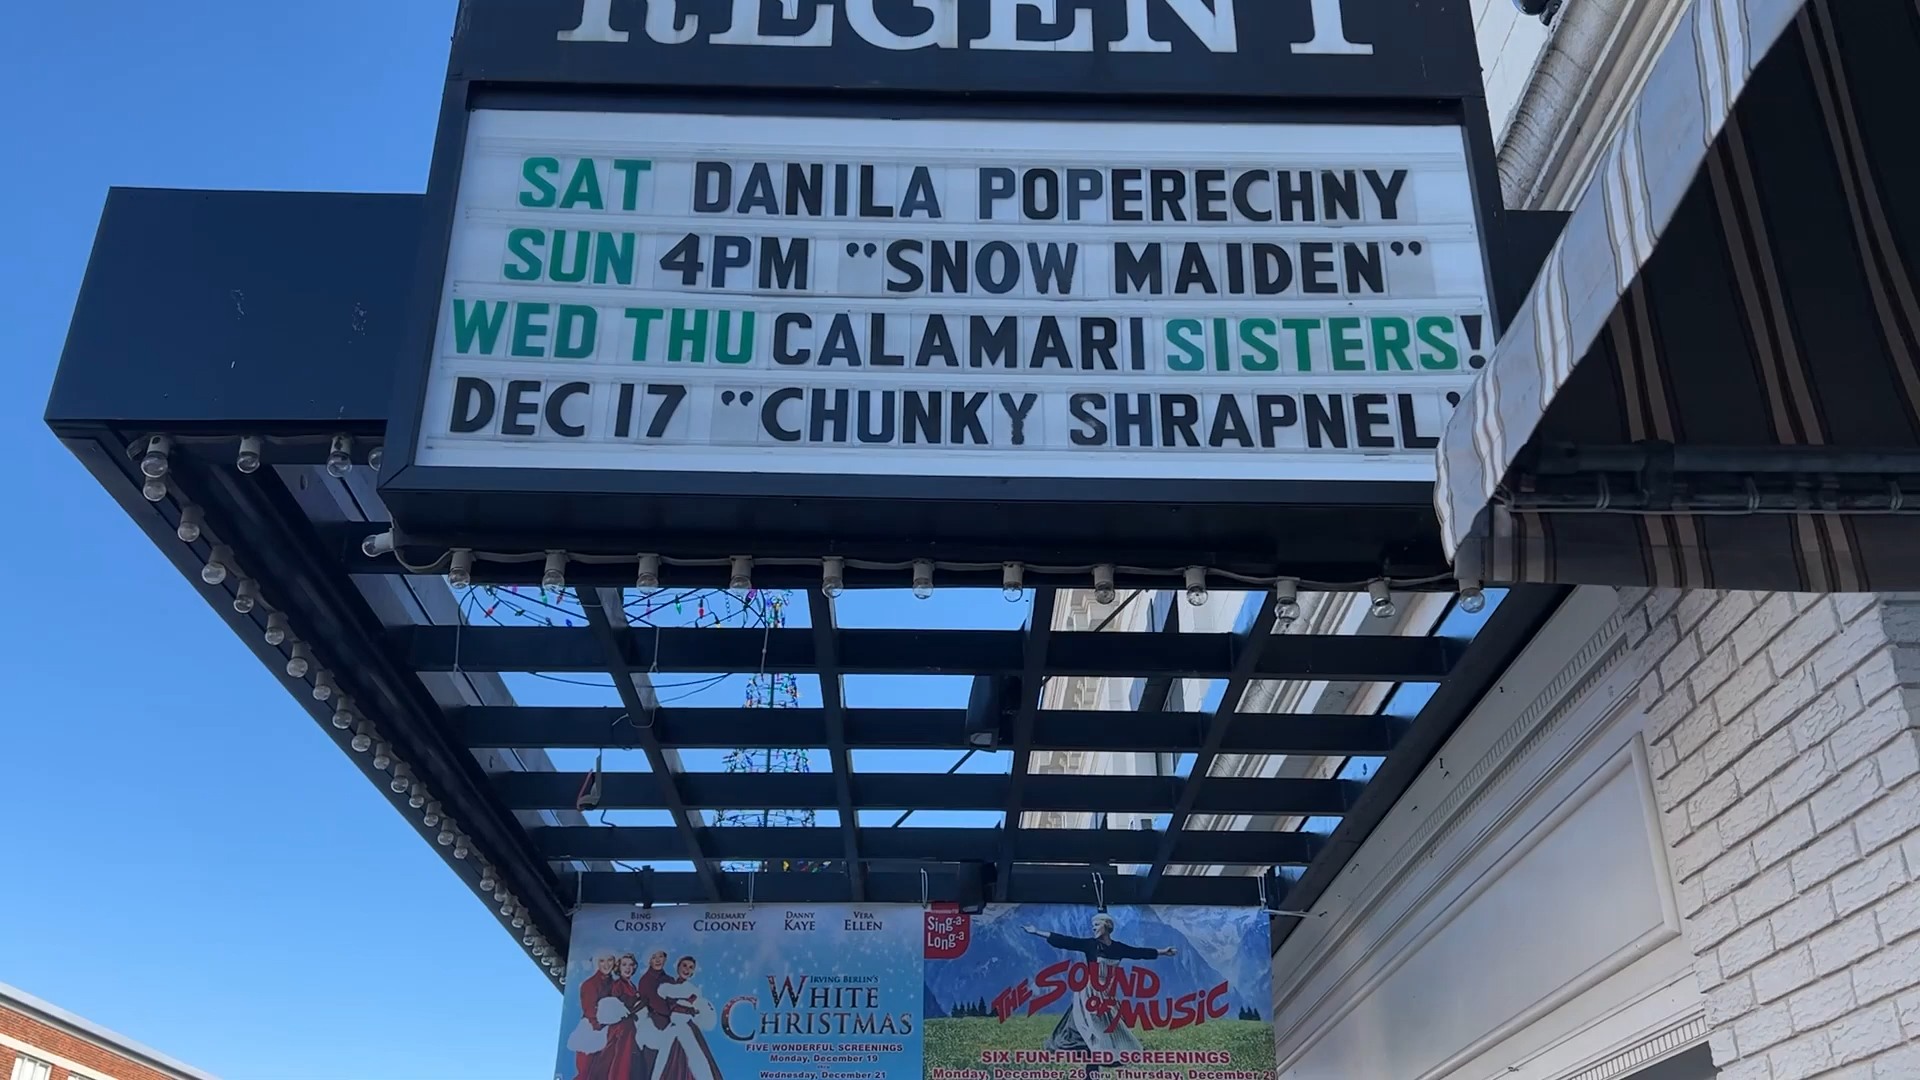 REGENT
SAT DANILA POPERECHNY
SUN 4PM "SNOW MAIDEN"
WED THU CALAMARI SISTERS!
DEC 17 "CHUNKY SHRAPNEL"
BING CROSBY
ROSEMARY CLOONEY
DANNY KAYE
VERA ELLEN
IRVING BERLIN'S
WHITE
CHRISTMAS
FIVE WONDERFUL SCREENINGS
Monday, December 19
thru
Wednesday, December 21
Sing-a-
Long-a
THE SOUND
OF MUSIC
SIX FUN-FILLED SCREENINGS
Monday, December 26 thru Thursday, December 29